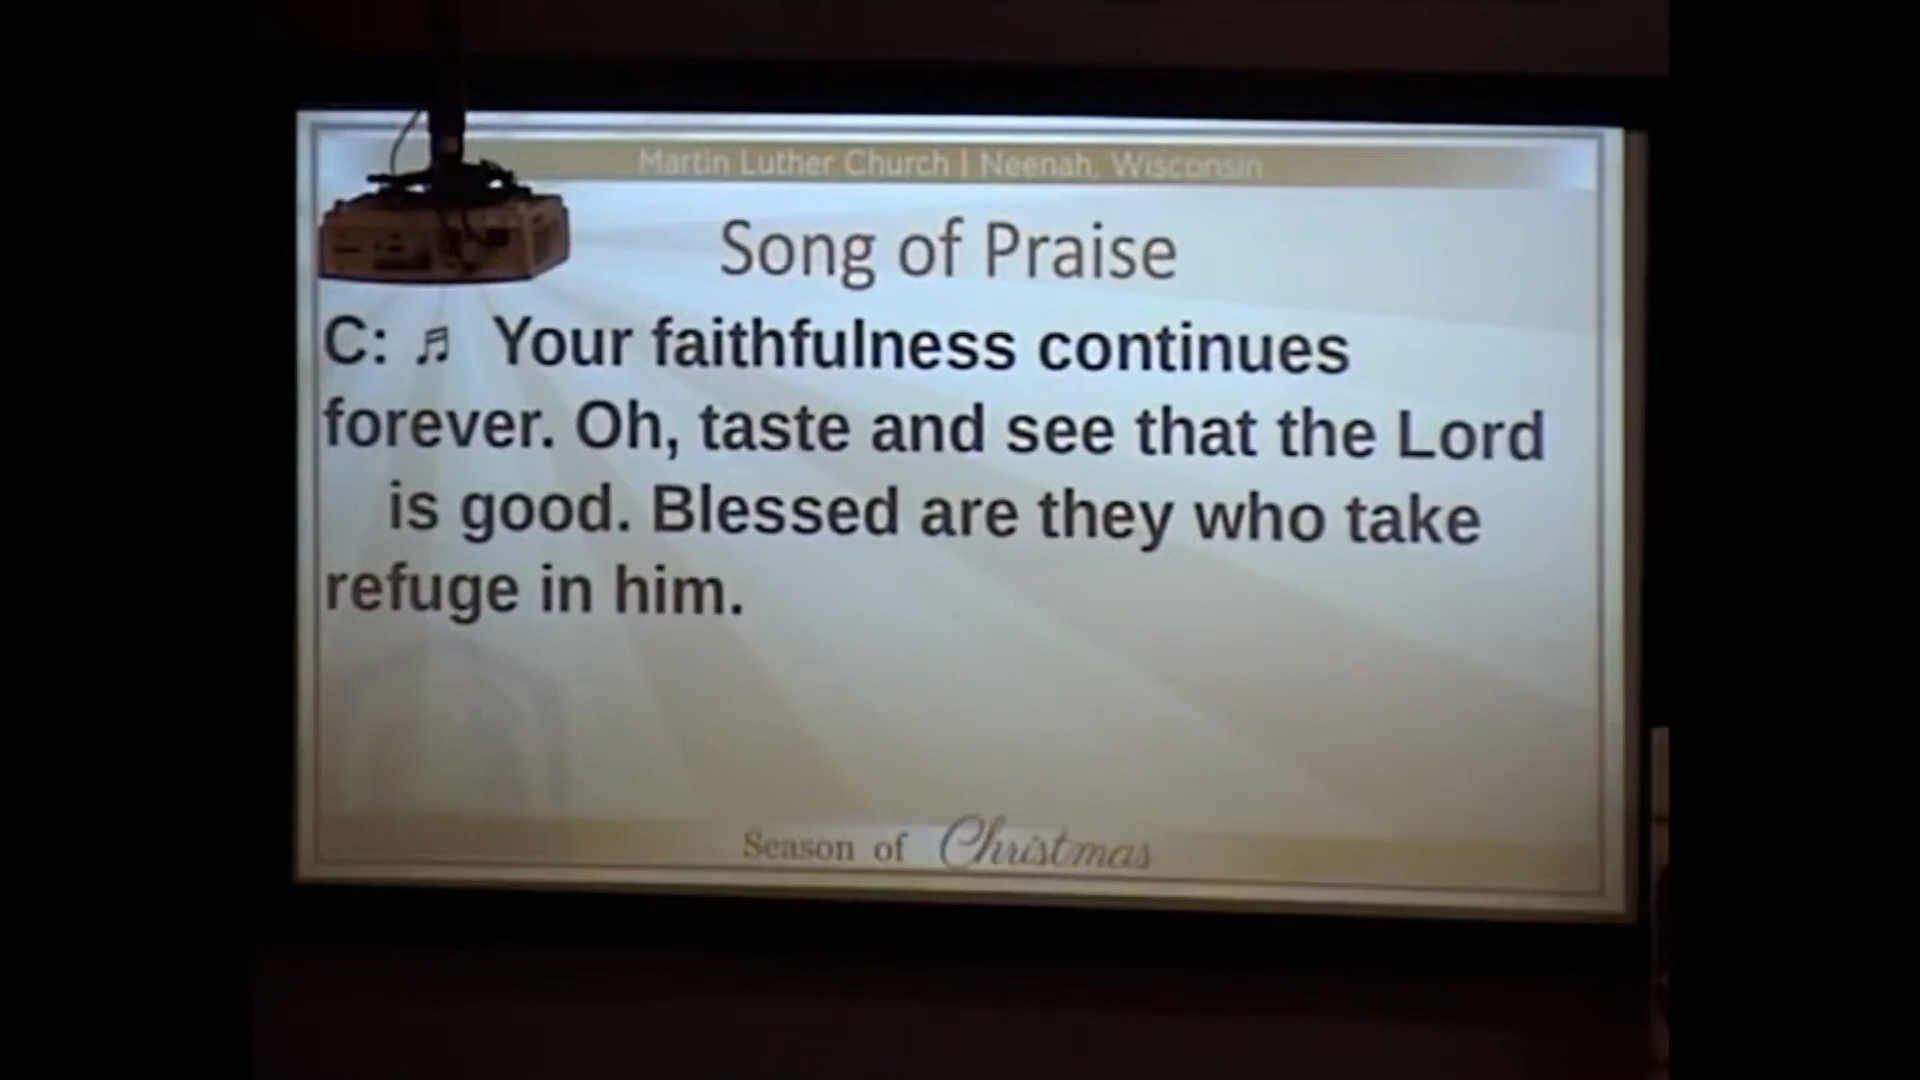 Martin Luther Church | Neenah, Wisconsin
Song of Praise
C: ♬ Your faithfulness continues
forever. Oh, taste and see that the Lord
is good. Blessed are they who take
refuge in him.
Season of Christmas